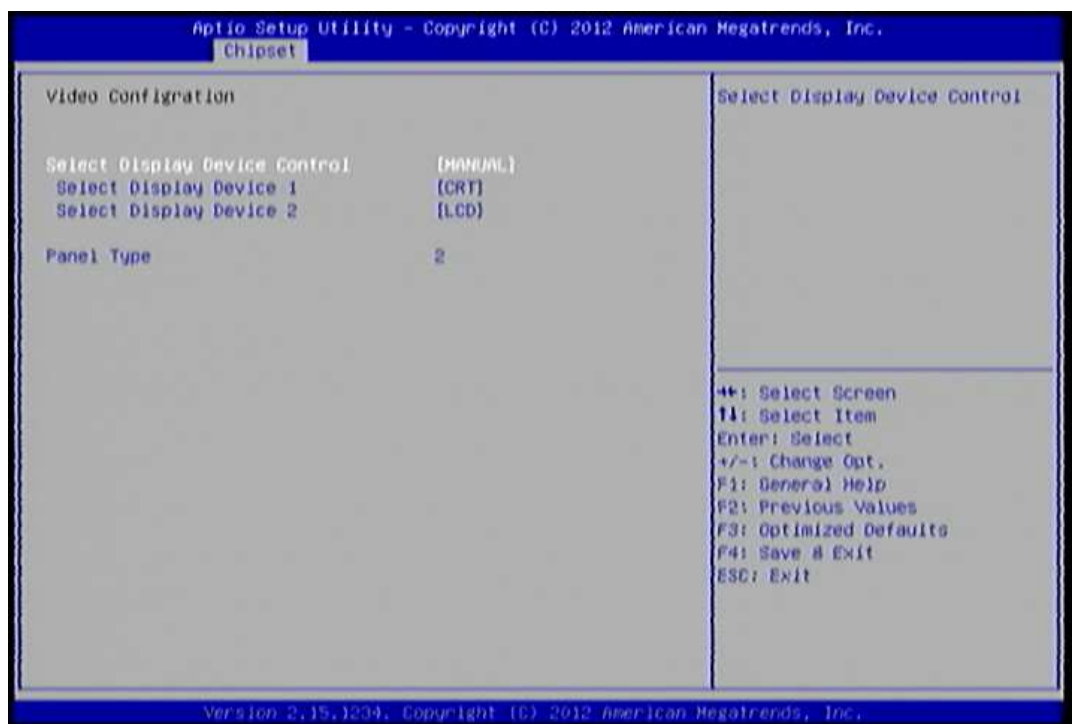 Aptio Setup Utility - Copyright (C) 2012 American Megatrends, Inc.
Chipset
Video Configration
Select Display Device Control [MANUAL]
Select Display Device 1 [CRT]
Select Display Device 2 [LCD]
Panel Type 2
Select Display Device Control
→←: Select Screen
↑↓: Select Item
Enter: Select
+/-: Change Opt.
F1: General Help
F2: Previous Values
F3: Optimized Defaults
F4: Save & Exit
ESC: Exit
Version 2.15.1234. Copyright (C) 2012 American Megatrends, Inc.